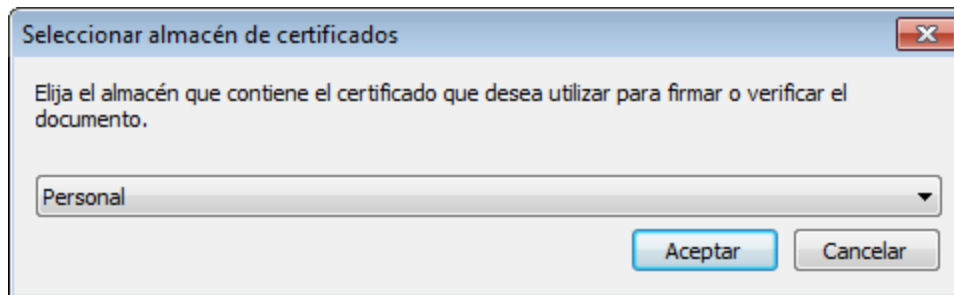 Seleccionar almacén de certificados
Elija el almacén que contiene el certificado que desea utilizar para firmar o verificar el
documento.
Personal
Aceptar
Cancelar